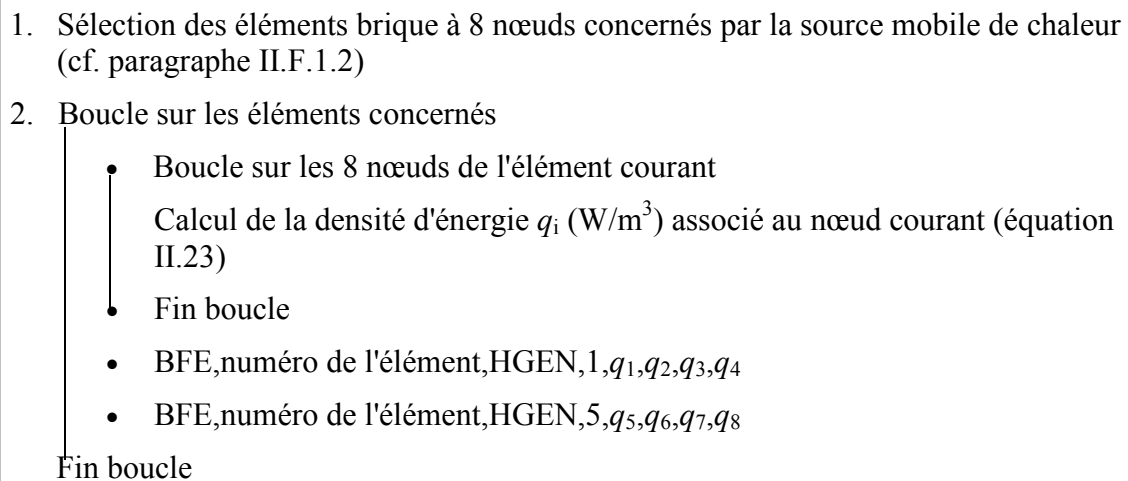 1. Sélection des éléments brique à 8 nœuds concernés par la source mobile de chaleur
(cf. paragraphe II.F.1.2)
2. Boucle sur les éléments concernés
• Boucle sur les 8 nœuds de l'élément courant
Calcul de la densité d'énergie qi (W/m³) associé au nœud courant (équation
II.23)
• Fin boucle
• BFE,numéro de l'élément,HGEN,1,q₁,q₂,q₃,q₄
• BFE,numéro de l'élément,HGEN,5,q₅,q₆,q₇,q₈
Fin boucle